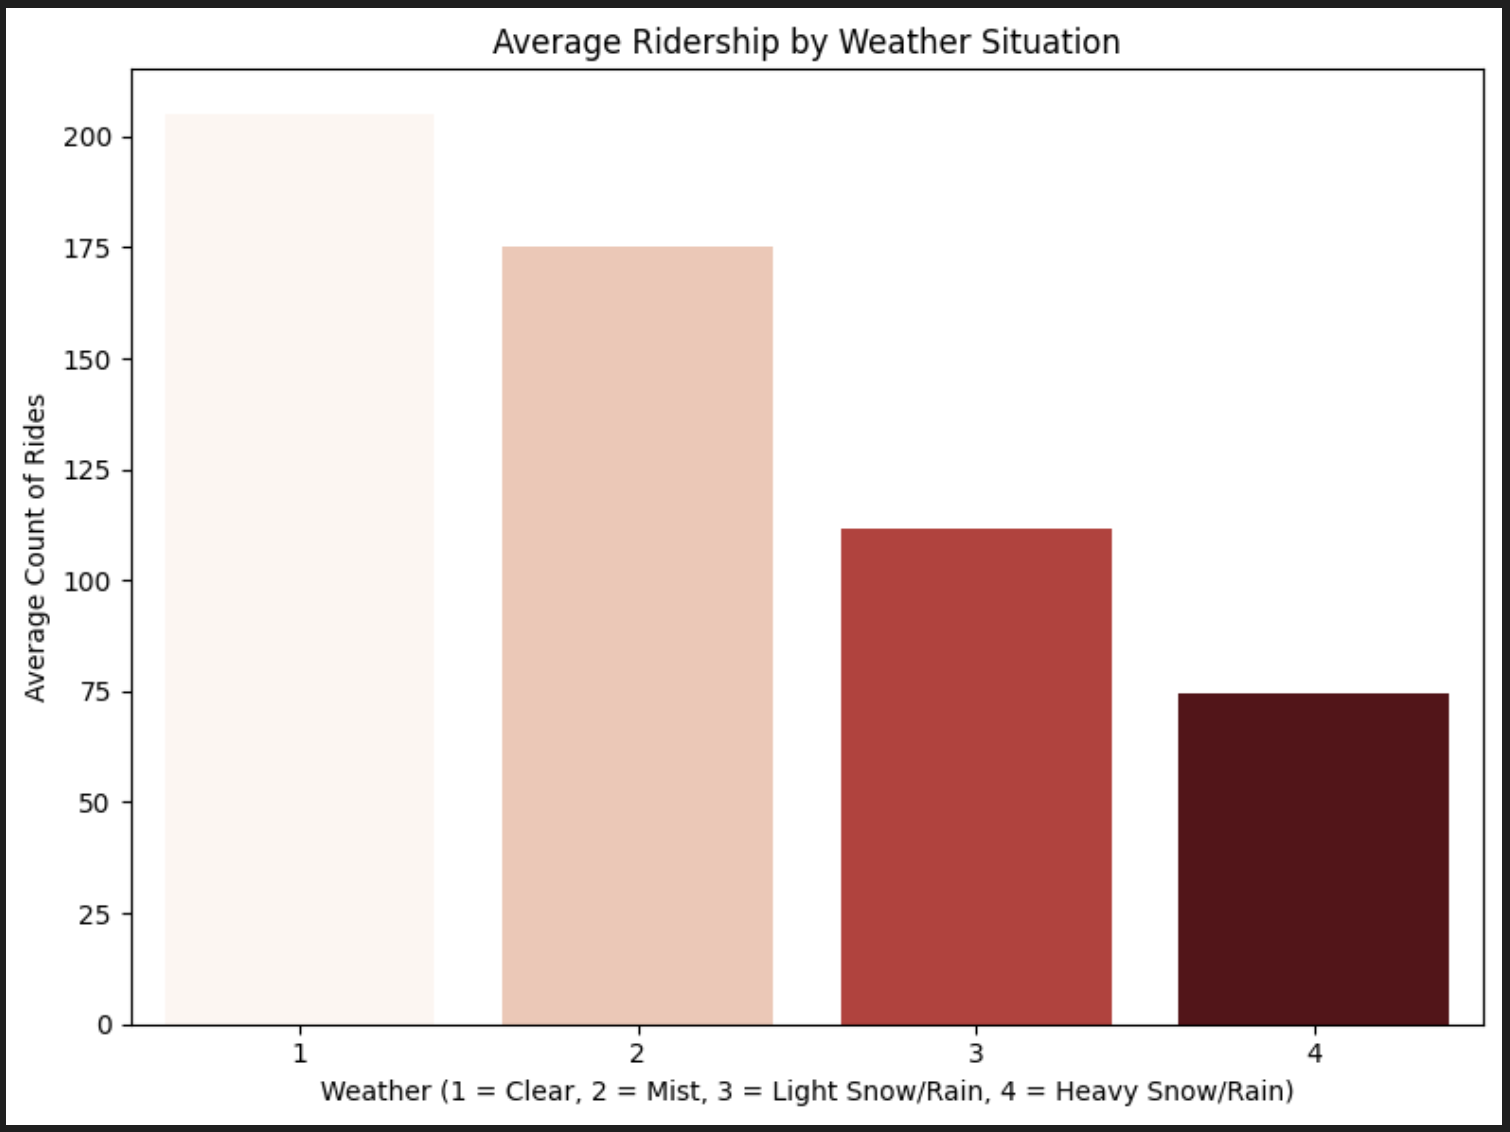 Average Ridership by Weather Situation
Average Count of Rides
200
175
150
125
100
75
50
25
0
1 2 3 4
Weather (1 = Clear, 2 = Mist, 3 = Light Snow/Rain, 4 = Heavy Snow/Rain)